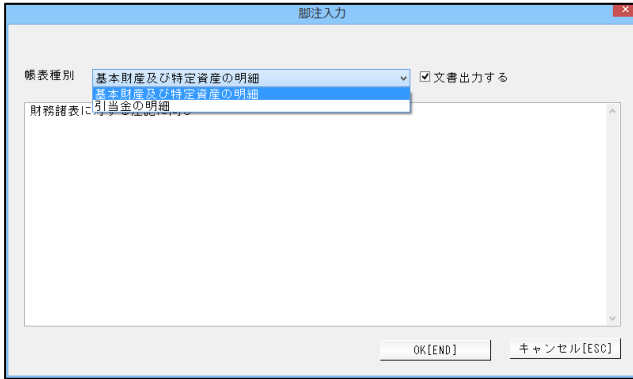 脚注入力
帳表種別
基本財産及び特定資産の明細
文書出力する
基本財産及び特定資産の明細
引当金の明細
財務諸表に
OK[END]
キャンセル[ESC]